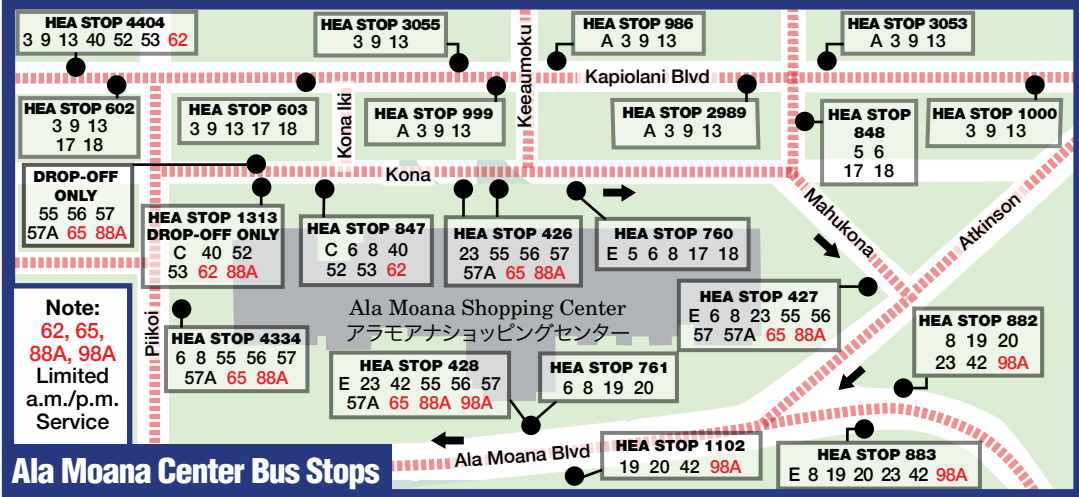 HEA STOP 4404
3 9 13 40 52 53 62
HEA STOP 3055
3 9 13
HEA STOP 986
A 3 9 13
HEA STOP 3053
A 3 9 13
Kapiolani Blvd
HEA STOP 602
3 9 13
17 18
HEA STOP 603
3 9 13 17 18
Kona Iki
HEA STOP 999
A 3 9 13
Keeaumoku
HEA STOP 2989
A 3 9 13
HEA STOP
848
5 6
17 18
HEA STOP 1000
3 9 13
DROP-OFF
ONLY
55 56 57
57A 65 88A
Kona
HEA STOP 1313
DROP-OFF ONLY
C 40 52
53 62 88A
HEA STOP 847
C 6 8 40
52 53 62
HEA STOP 426
23 55 56 57
57A 65 88A
HEA STOP 760
E 5 6 8 17 18
Mahukona
Atkinson
Note:
62, 65,
88A, 98A
Limited
a.m./p.m.
Service
Piikoi
HEA STOP 4334
6 8 55 56 57
57A 65 88A
Ala Moana Shopping Center
アラモアナショッピングセンター
HEA STOP 427
E 6 8 23 55 56
57 57A 65 88A
HEA STOP 882
8 19 20
23 42 98A
HEA STOP 428
E 23 42 55 56 57
57A 65 88A 98A
HEA STOP 761
6 8 19 20
Ala Moana Blvd
HEA STOP 1102
19 20 42 98A
HEA STOP 883
E 8 19 20 23 42 98A
Ala Moana Center Bus Stops